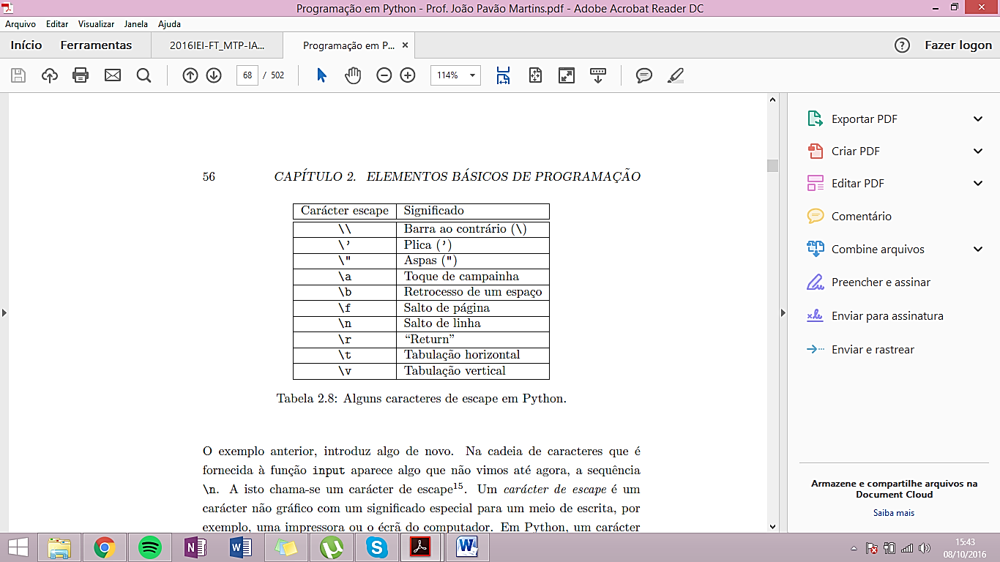 Programação em Python - Prof. João Pavão Martins.pdf - Adobe Acrobat Reader DC
Arquivo Editar Visualizar Janela Ajuda
Início Ferramentas 2016IEI-FT_MTP-IA... Programação em P... × ? Fazer logon
68 / 502 114%
56 CAPÍTULO 2. ELEMENTOS BÁSICOS DE PROGRAMAÇÃO
Carácter escape Significado
\\ Barra ao contrário (\)
\’ Plica (’)
\" Aspas (")
\a Toque de campainha
\b Retrocesso de um espaço
\f Salto de página
\n Salto de linha
\r “Return”
\t Tabulação horizontal
\v Tabulação vertical
Tabela 2.8: Alguns caracteres de escape em Python.
O exemplo anterior, introduz algo de novo. Na cadeia de caracteres que é
fornecida à função input aparece algo que não vimos até agora, a sequência
\n. A isto chama-se um carácter de escape15. Um carácter de escape é um
carácter não gráfico com um significado especial para um meio de escrita, por
exemplo, uma impressora ou o écrã do computador. Em Python, um carácter
Exportar PDF
Criar PDF
Editar PDF
Comentário
Combine arquivos
Preencher e assinar
Enviar para assinatura
Enviar e rastrear
Armazene e compartilhe arquivos na
Document Cloud
Saiba mais
15:43
08/10/2016